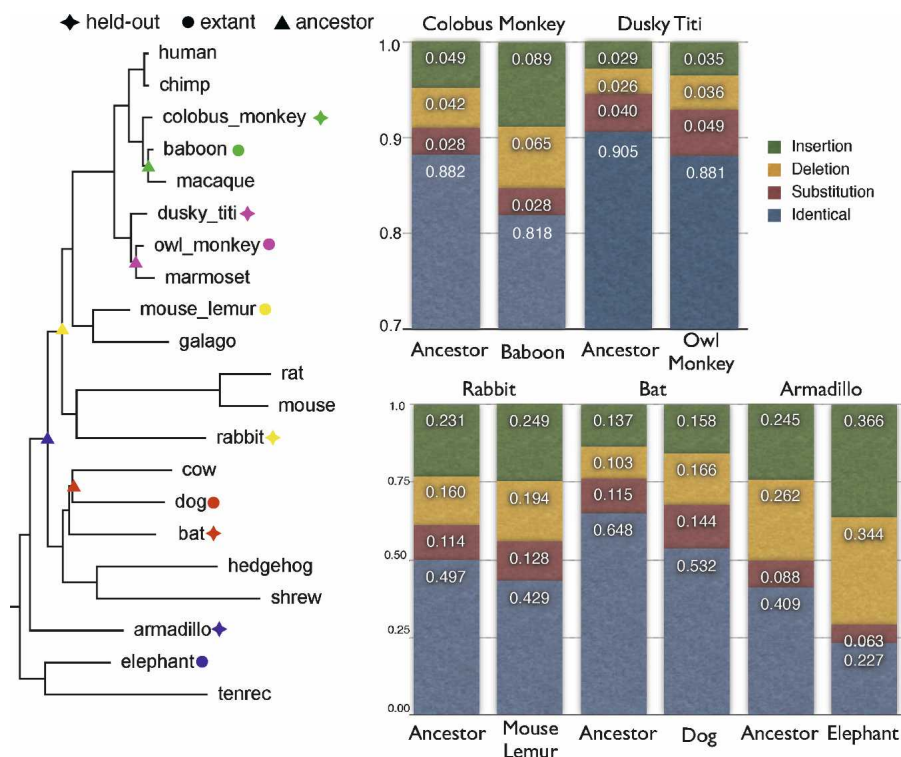 held-out extant ancestor
human
chimp
colobus_monkey
baboon
macaque
dusky_titi
owl_monkey
marmoset
mouse_lemur
galago
rat
mouse
rabbit
cow
dog
bat
hedgehog
shrew
armadillo
elephant
tenrec
Colobus Monkey Dusky Titi
1.0
0.9
0.8
0.7
0.049 0.089 0.029 0.035
0.042 0.065 0.026 0.036
0.028 0.028 0.040 0.049
0.882 0.818 0.905 0.881
Ancestor Baboon Ancestor Owl
Monkey
Insertion
Deletion
Substitution
Identical
Rabbit Bat Armadillo
1.0
0.75
0.50
0.25
0.00
0.231 0.249 0.137 0.158 0.245 0.366
0.160 0.194 0.103 0.166 0.262 0.344
0.114 0.128 0.115 0.144 0.088 0.063
0.497 0.429 0.648 0.532 0.409 0.227
Ancestor Mouse Ancestor Dog Ancestor Elephant
Lemur